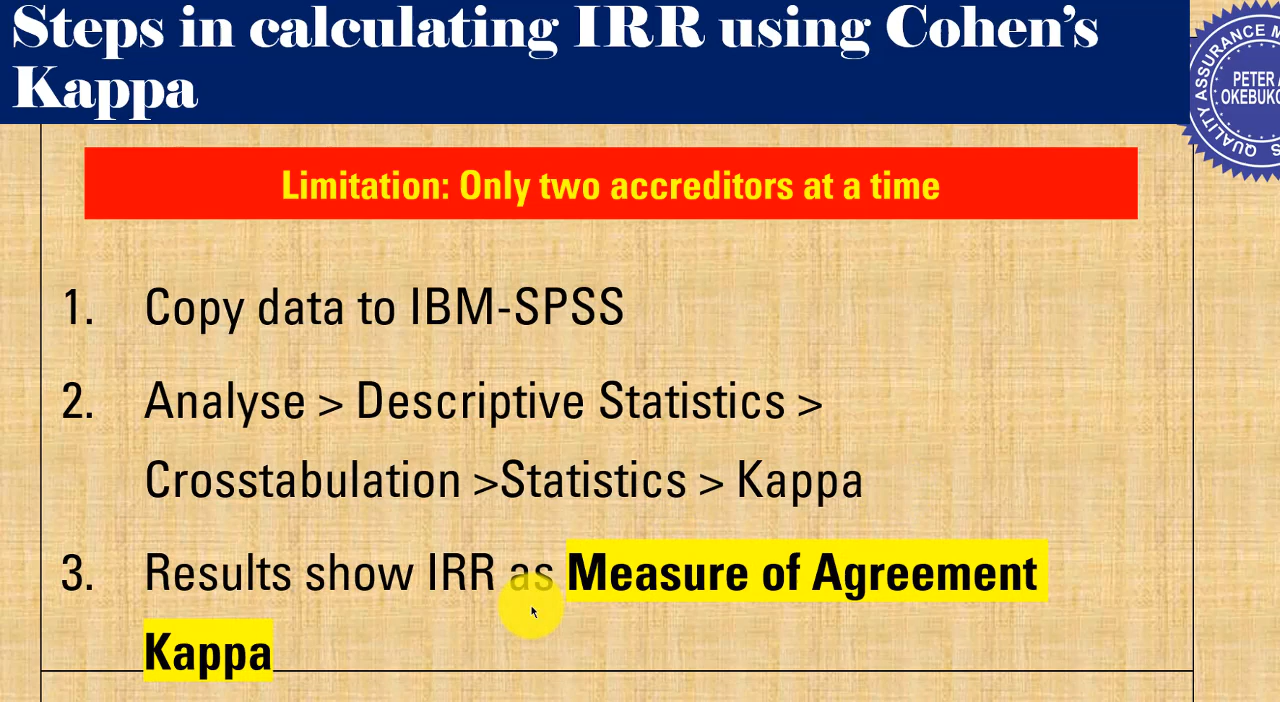 Steps in calculating IRR using Cohen's
Kappa
ASSURANCE
PETER
QUALITY
Limitation: Only two accreditors at a time
1. Copy data to IBM-SPSS
2. Analyse > Descriptive Statistics >
Crosstabulation >Statistics > Kappa
3. Results show IRR as Measure of Agreement
Kappa